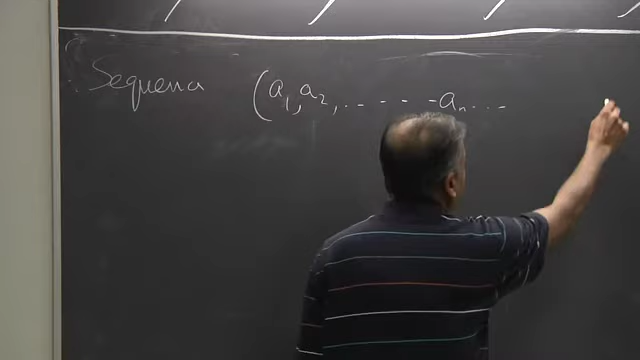 Sequence (a₁, a₂, ..... aₙ...